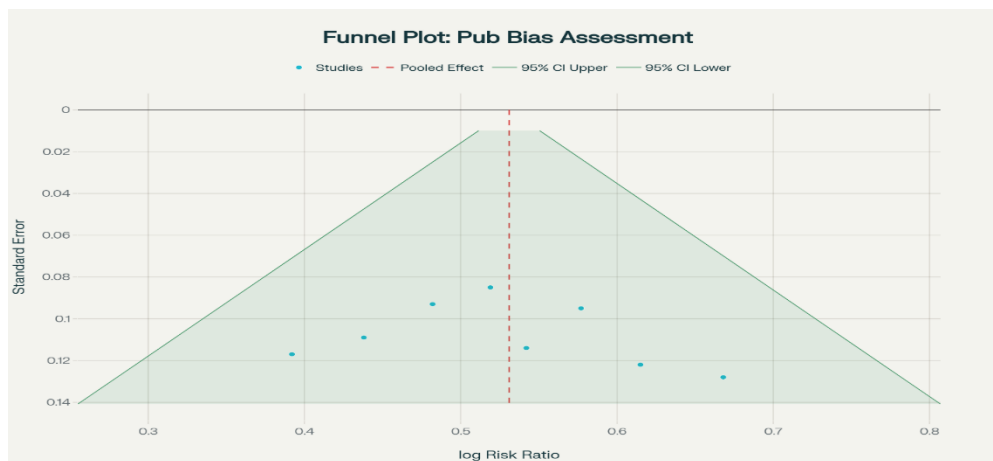 Funnel Plot: Pub Bias Assessment
Studies Pooled Effect 95% CI Upper 95% CI Lower
0
0.02
0.04
0.06
0.08
0.1
0.12
0.14
Standard Error
0.3 0.4 0.5 0.6 0.7 0.8
log Risk Ratio